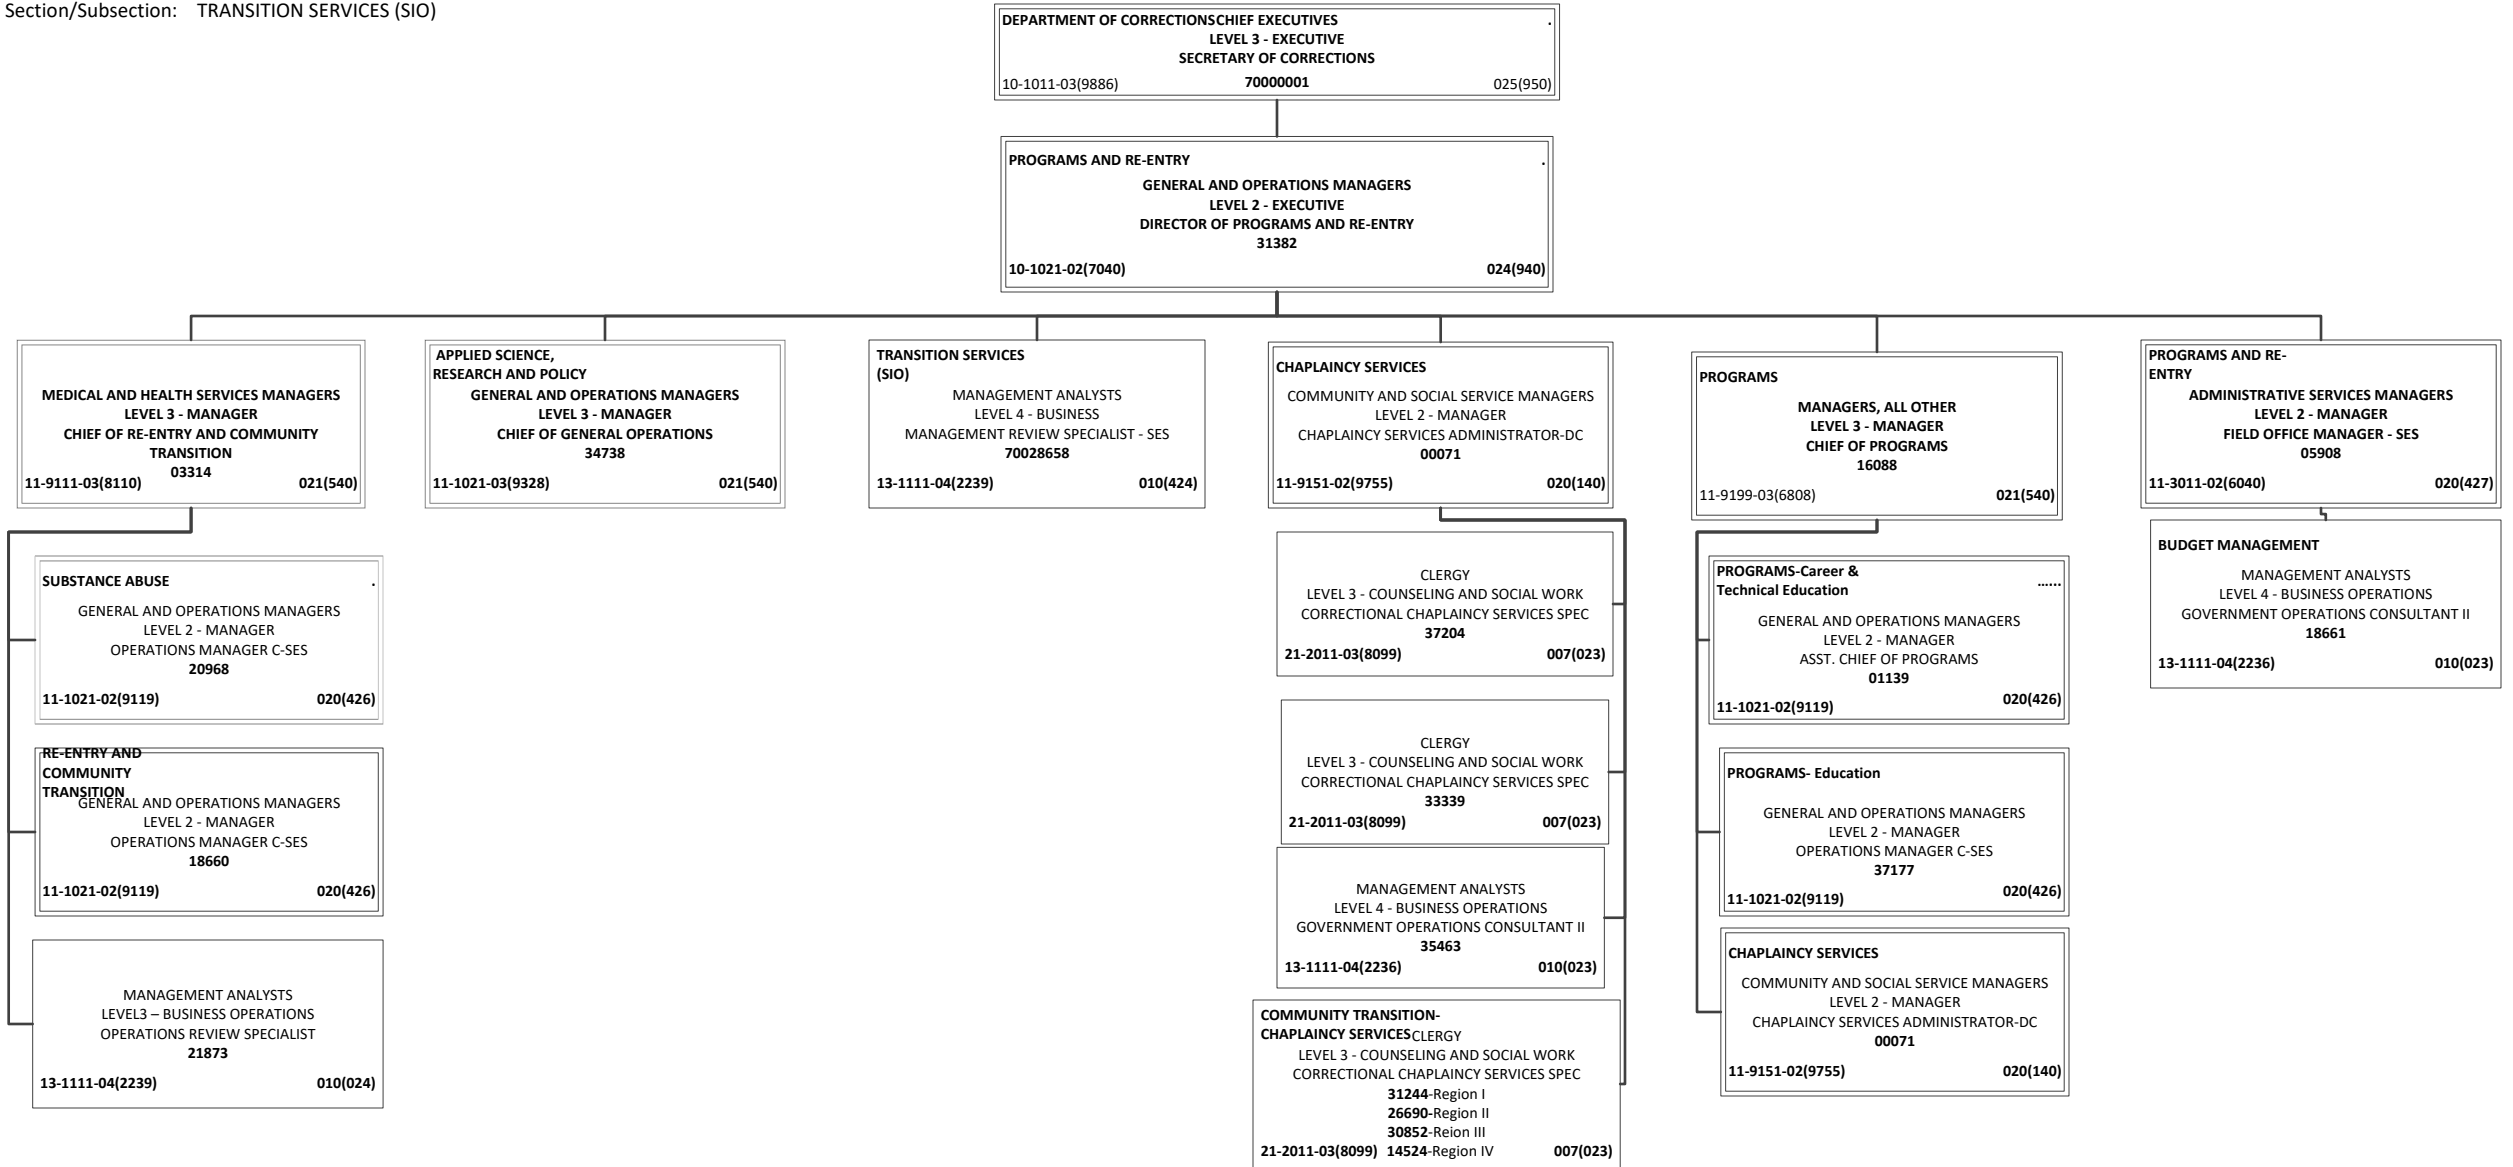 Section/Subsection: TRANSITION SERVICES (SIO)
DEPARTMENT OF CORRECTIONSCHIEF EXECUTIVES .
LEVEL 3 - EXECUTIVE
SECRETARY OF CORRECTIONS
10-1011-03(9886) 70000001 025(950)
PROGRAMS AND RE-ENTRY .
GENERAL AND OPERATIONS MANAGERS
LEVEL 2 - EXECUTIVE
DIRECTOR OF PROGRAMS AND RE-ENTRY
31382
10-1021-02(7040) 024(940)
MEDICAL AND HEALTH SERVICES MANAGERS
LEVEL 3 - MANAGER
CHIEF OF RE-ENTRY AND COMMUNITY
TRANSITION
03314
11-9111-03(8110) 021(540)
APPLIED SCIENCE,
RESEARCH AND POLICY
GENERAL AND OPERATIONS MANAGERS
LEVEL 3 - MANAGER
CHIEF OF GENERAL OPERATIONS
34738
11-1021-03(9328) 021(540)
TRANSITION SERVICES
(SIO)
MANAGEMENT ANALYSTS
LEVEL 4 - BUSINESS
MANAGEMENT REVIEW SPECIALIST - SES
70028658
13-1111-04(2239) 010(424)
CHAPLAINCY SERVICES
COMMUNITY AND SOCIAL SERVICE MANAGERS
LEVEL 2 - MANAGER
CHAPLAINCY SERVICES ADMINISTRATOR-DC
00071
11-9151-02(9755) 020(140)
PROGRAMS
MANAGERS, ALL OTHER
LEVEL 3 - MANAGER
CHIEF OF PROGRAMS
16088
11-9199-03(6808) 021(540)
PROGRAMS AND RE-
ENTRY
ADMINISTRATIVE SERVICES MANAGERS
LEVEL 2 - MANAGER
FIELD OFFICE MANAGER - SES
05908
11-3011-02(6040) 020(427)
SUBSTANCE ABUSE .
GENERAL AND OPERATIONS MANAGERS
LEVEL 2 - MANAGER
OPERATIONS MANAGER C-SES
20968
11-1021-02(9119) 020(426)
RE-ENTRY AND
COMMUNITY
TRANSITION
GENERAL AND OPERATIONS MANAGERS
LEVEL 2 - MANAGER
OPERATIONS MANAGER C-SES
18660
11-1021-02(9119) 020(426)
MANAGEMENT ANALYSTS
LEVEL3 – BUSINESS OPERATIONS
OPERATIONS REVIEW SPECIALIST
21873
13-1111-04(2239) 010(024)
CLERGY
LEVEL 3 - COUNSELING AND SOCIAL WORK
CORRECTIONAL CHAPLAINCY SERVICES SPEC
37204
21-2011-03(8099) 007(023)
CLERGY
LEVEL 3 - COUNSELING AND SOCIAL WORK
CORRECTIONAL CHAPLAINCY SERVICES SPEC
33339
21-2011-03(8099) 007(023)
MANAGEMENT ANALYSTS
LEVEL 4 - BUSINESS OPERATIONS
GOVERNMENT OPERATIONS CONSULTANT II
35463
13-1111-04(2236) 010(023)
COMMUNITY TRANSITION-
CHAPLAINCY SERVICES CLERGY
LEVEL 3 - COUNSELING AND SOCIAL WORK
CORRECTIONAL CHAPLAINCY SERVICES SPEC
31244-Region I
26690-Region II
30852-Reion III
21-2011-03(8099) 14524-Region IV 007(023)
PROGRAMS-Career & ......
Technical Education
GENERAL AND OPERATIONS MANAGERS
LEVEL 2 - MANAGER
ASST. CHIEF OF PROGRAMS
01139
11-1021-02(9119) 020(426)
PROGRAMS- Education
GENERAL AND OPERATIONS MANAGERS
LEVEL 2 - MANAGER
OPERATIONS MANAGER C-SES
37177
11-1021-02(9119) 020(426)
CHAPLAINCY SERVICES
COMMUNITY AND SOCIAL SERVICE MANAGERS
LEVEL 2 - MANAGER
CHAPLAINCY SERVICES ADMINISTRATOR-DC
00071
11-9151-02(9755) 020(140)
BUDGET MANAGEMENT
MANAGEMENT ANALYSTS
LEVEL 4 - BUSINESS OPERATIONS
GOVERNMENT OPERATIONS CONSULTANT II
18661
13-1111-04(2236) 010(023)